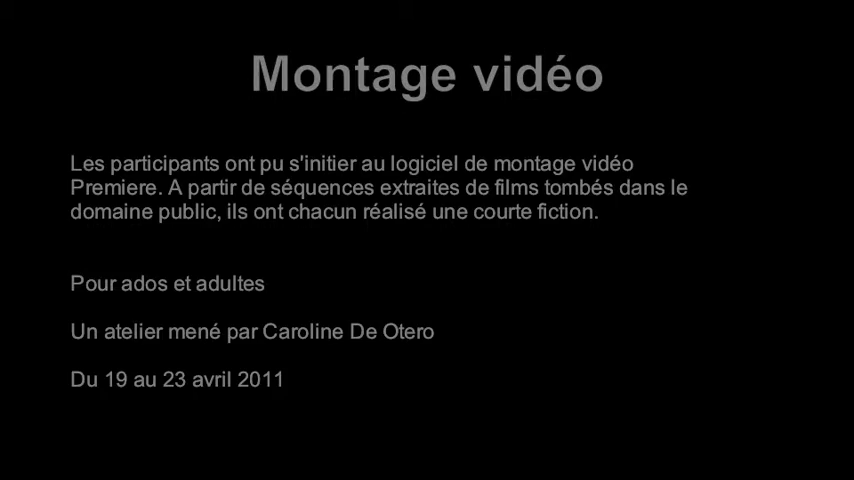 Montage vidéo
Les participants ont pu s'initier au logiciel de montage vidéo
Premiere. A partir de séquences extraites de films tombés dans le
domaine public, ils ont chacun réalisé une courte fiction.
Pour ados et adultes
Un atelier mené par Caroline De Otero
Du 19 au 23 avril 2011